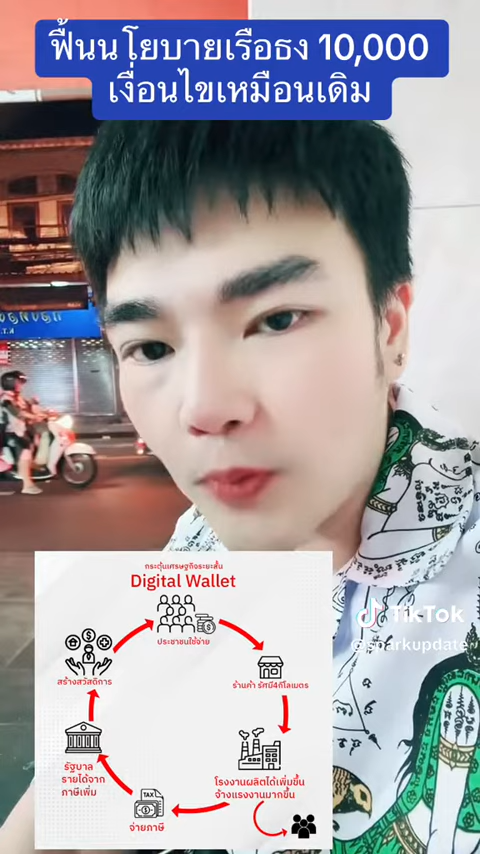 ฟื้นนโยบายเรือธง 10,000
เงื่อนไขเหมือนเดิม
TikTok
@sparkupdate
กระตุ้นเศรษฐกิจระยะสั้น
Digital Wallet
ประชาชนใช้จ่าย
ร้านค้า รัศมี4กิโลเมตร
โรงงานผลิตได้เพิ่มขึ้น
จ้างแรงงานมากขึ้น
TAX
จ่ายภาษี
รัฐบาล
รายได้จาก
ภาษีเพิ่ม
สร้างสวัสดิการ